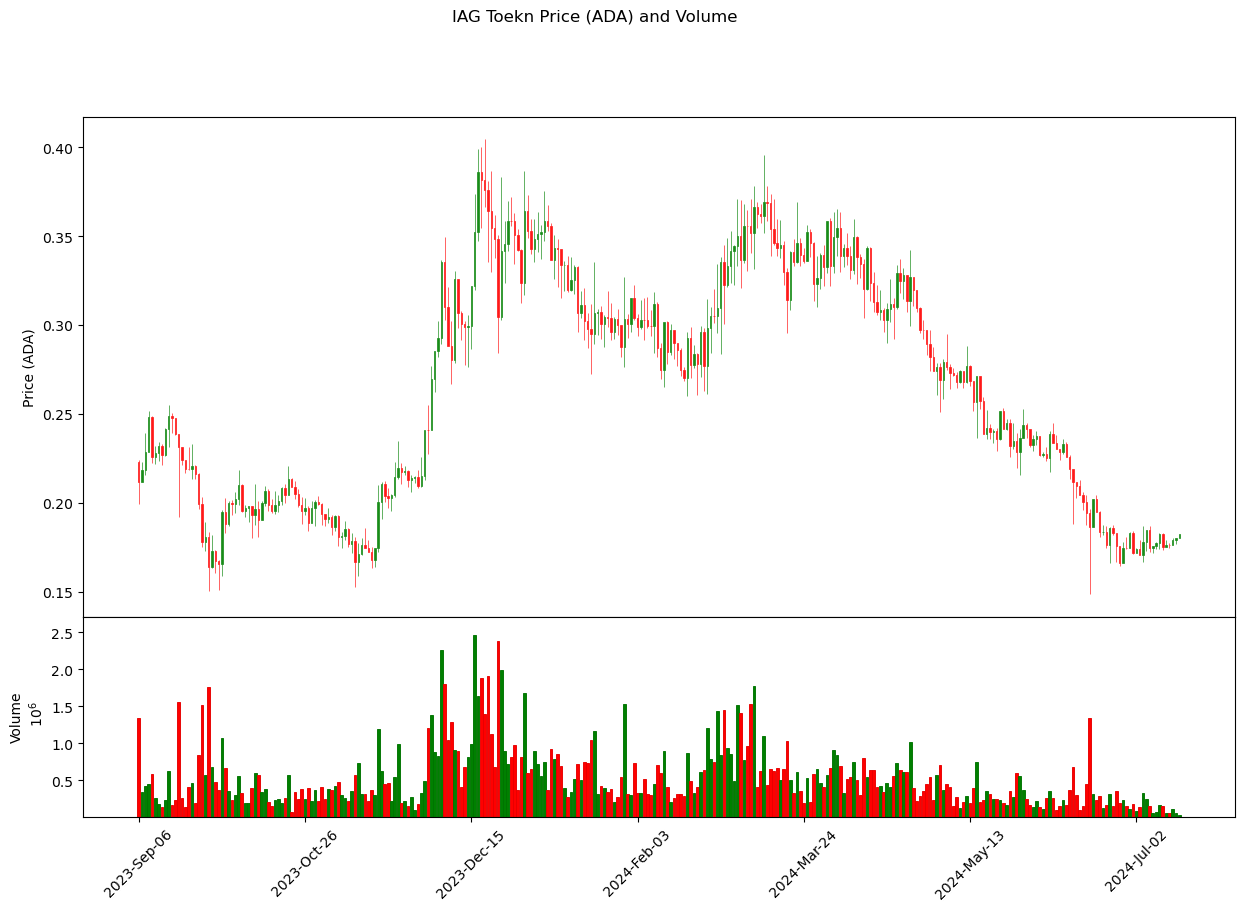 IAG Toekn Price (ADA) and Volume
0.40
0.35
0.30
0.25
0.20
0.15
Price (ADA)
2.5
2.0
1.5
1.0
0.5
Volume
10^6
2023-Sep-06
2023-Oct-26
2023-Dec-15
2024-Feb-03
2024-Mar-24
2024-May-13
2024-Jul-02